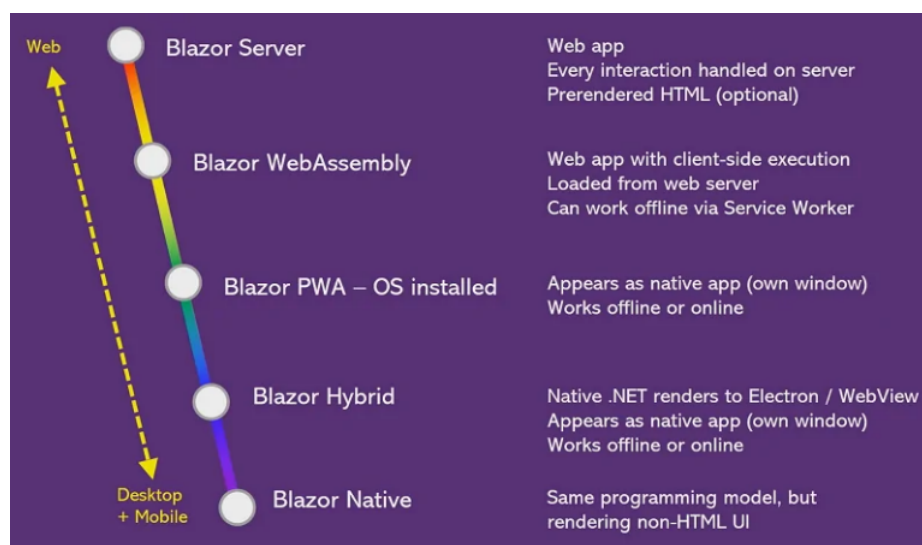 Web
Blazor Server
Web app
Every interaction handled on server
Prerendered HTML (optional)
Blazor WebAssembly
Web app with client-side execution
Loaded from web server
Can work offline via Service Worker
Blazor PWA – OS installed
Appears as native app (own window)
Works offline or online
Blazor Hybrid
Native .NET renders to Electron / WebView
Appears as native app (own window)
Works offline or online
Desktop
+ Mobile
Blazor Native
Same programming model, but
rendering non-HTML UI